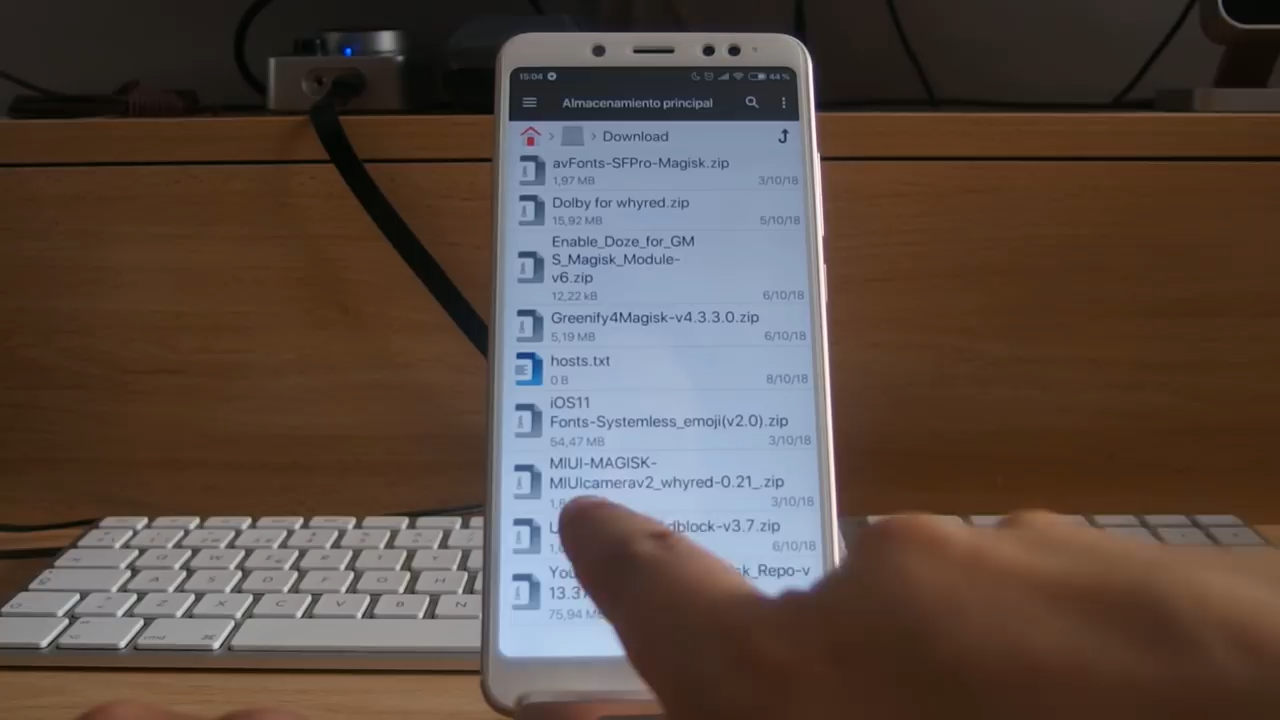 15:04 44%
Almacenamiento principal
Download
avFonts-SFPro-Magisk.zip
1,97 MB 3/10/18
Dolby for whyred.zip
15,92 MB 5/10/18
Enable_Doze_for_GM
S_Magisk_Module-
v6.zip
12,22 kB 6/10/18
Greenify4Magisk-v4.3.3.0.zip
5,19 MB 6/10/18
hosts.txt
0 B 8/10/18
iOS11
Fonts-Systemless_emoji(v2.0).zip
54,47 MB 3/10/18
MIUI-MAGISK-
MIUIcamerav2_whyred-0.21_.zip
3/10/18
dblock-v3.7.zip
6/10/18
k_Repo-v
75,94
A S D F G H
Z X C V B N
cmd